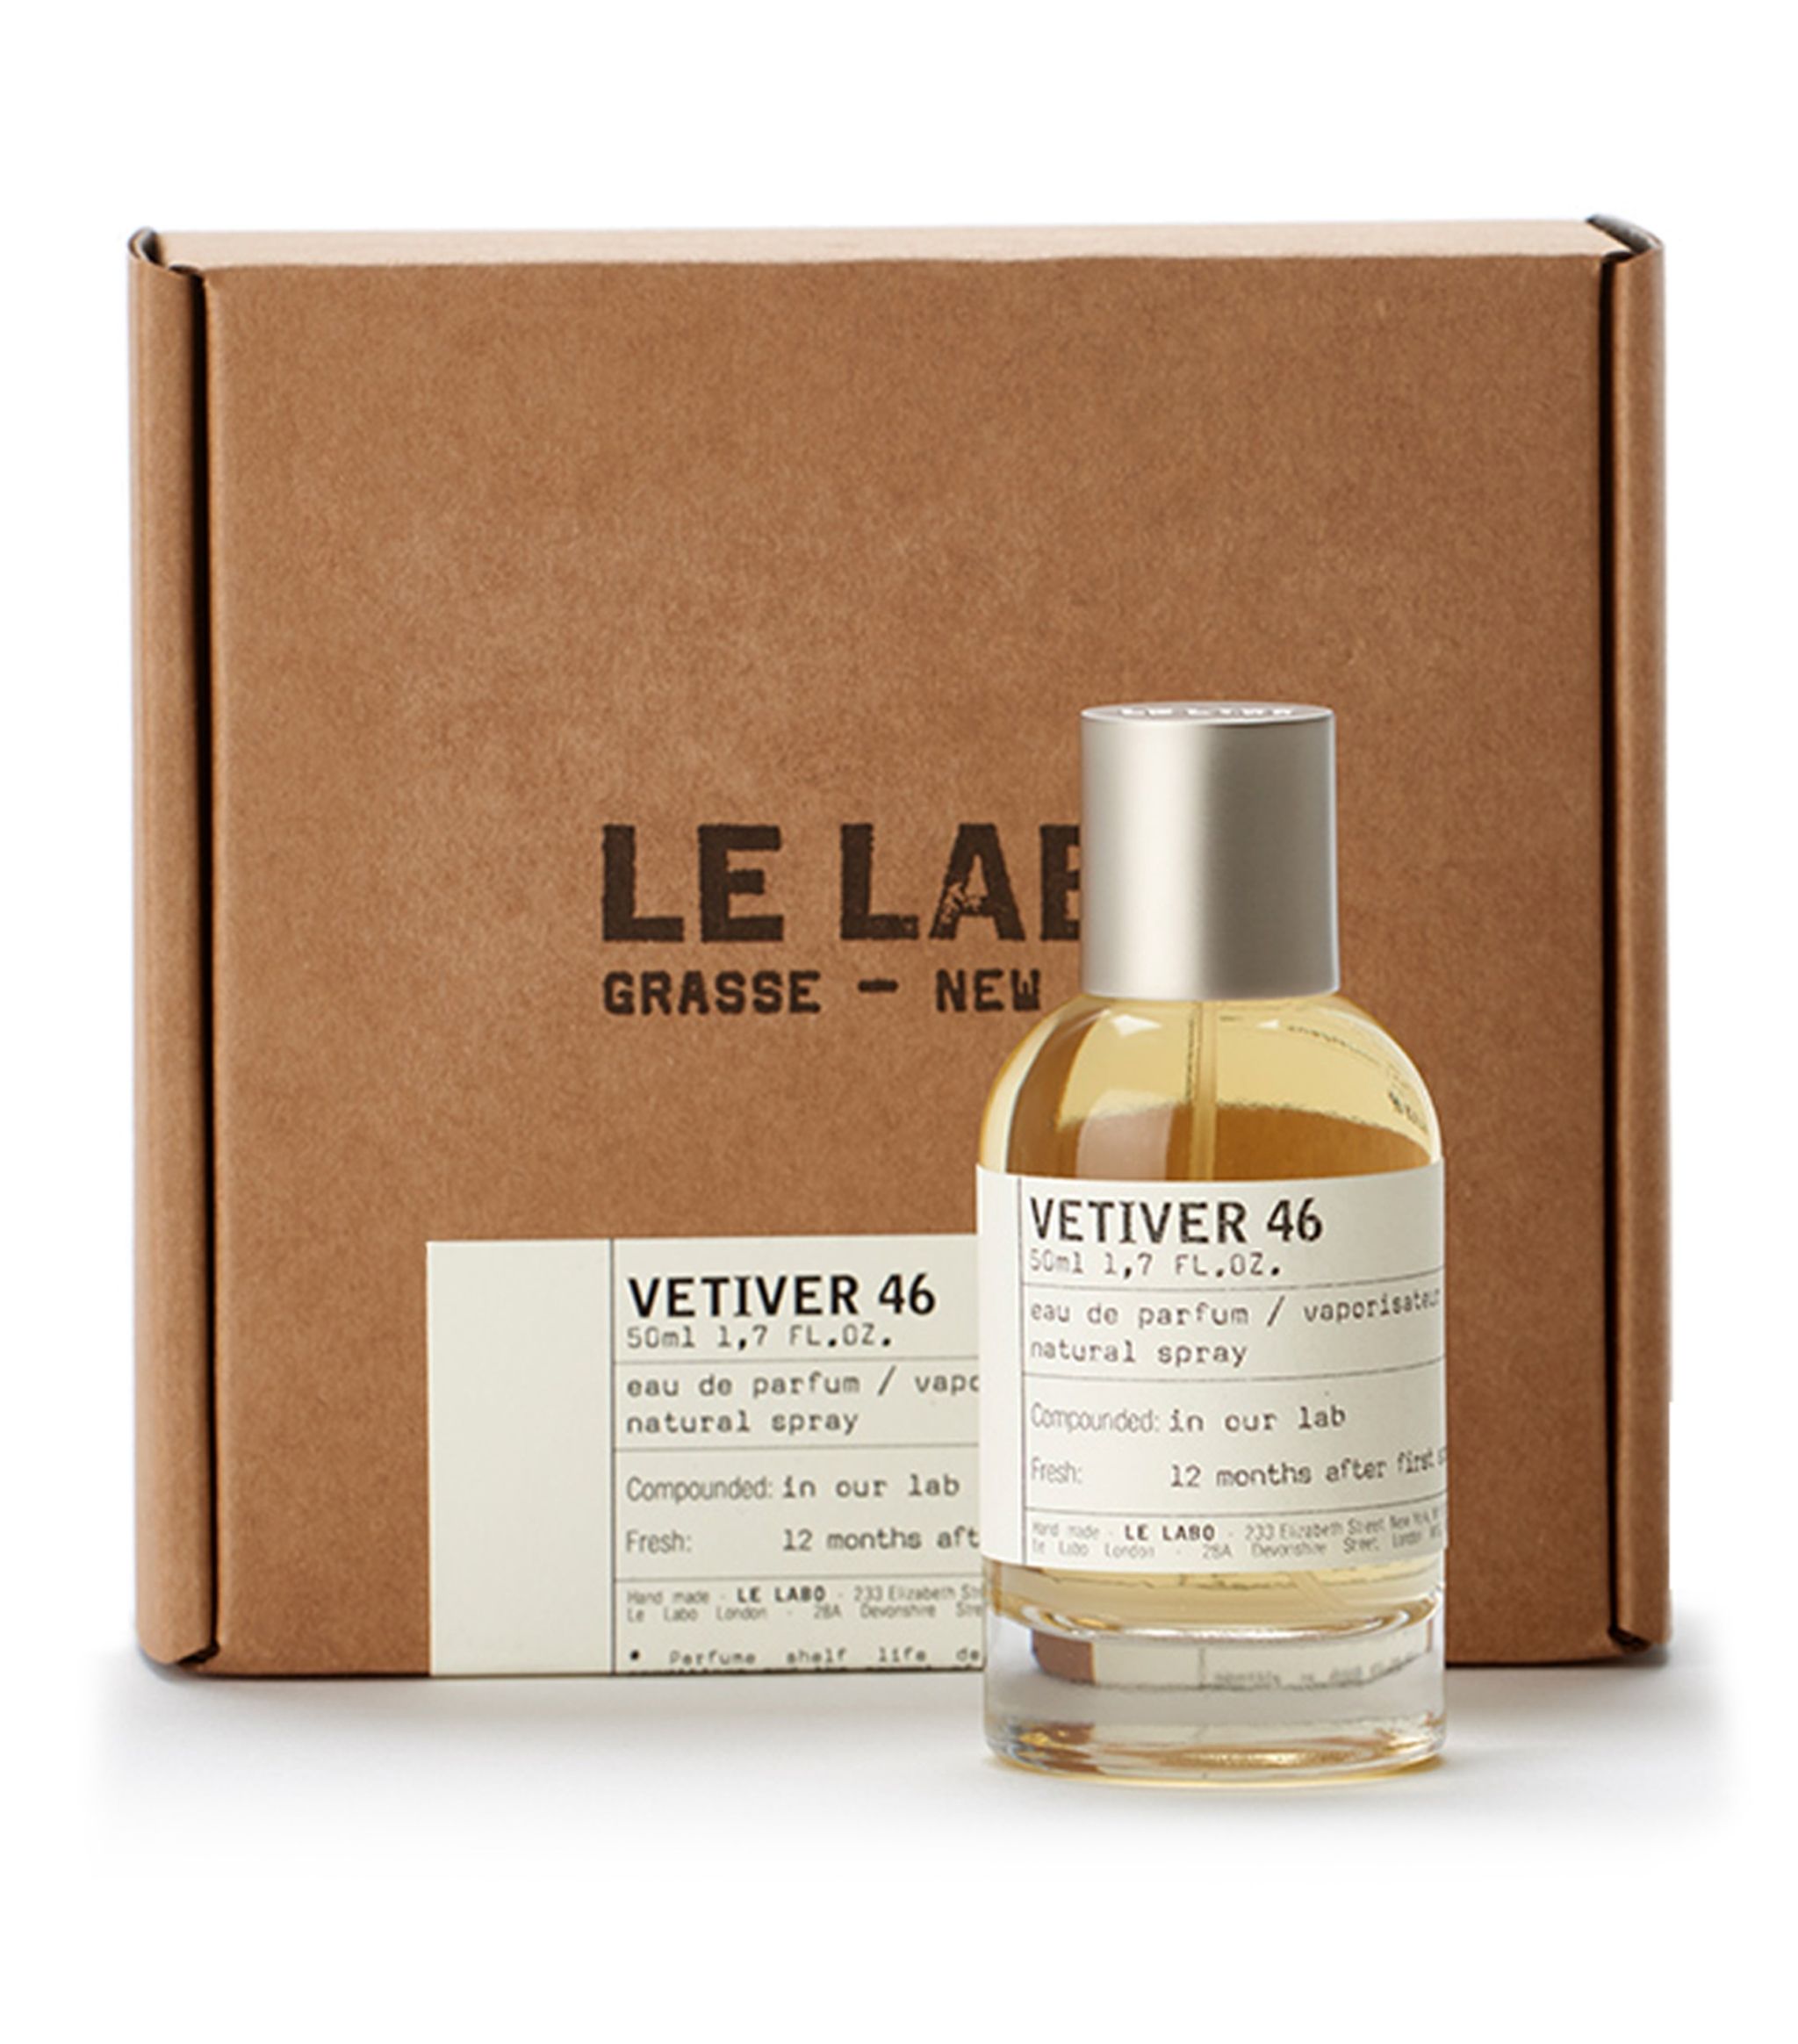 LE LAB
GRASSE — NEW
VETIVER 46
50ml 1,7 FL.OZ.
eau de parfum / vapo
natural spray
Compounded: in our lab
Fresh: 12 months aft
Hand made - LE LABO - 233 Elizabeth Str
Le Labo London - 28A Devonshire Stre
* Perfume shelf life de
VETIVER 46
50ml 1,7 FL.OZ.
eau de parfum / vaporisateur
natural spray
Compounded: in our lab
Fresh: 12 months after first
Hand made - LE LABO - 233 Elizabeth Street New York,
Le Labo London - 28A Devonshire Street London